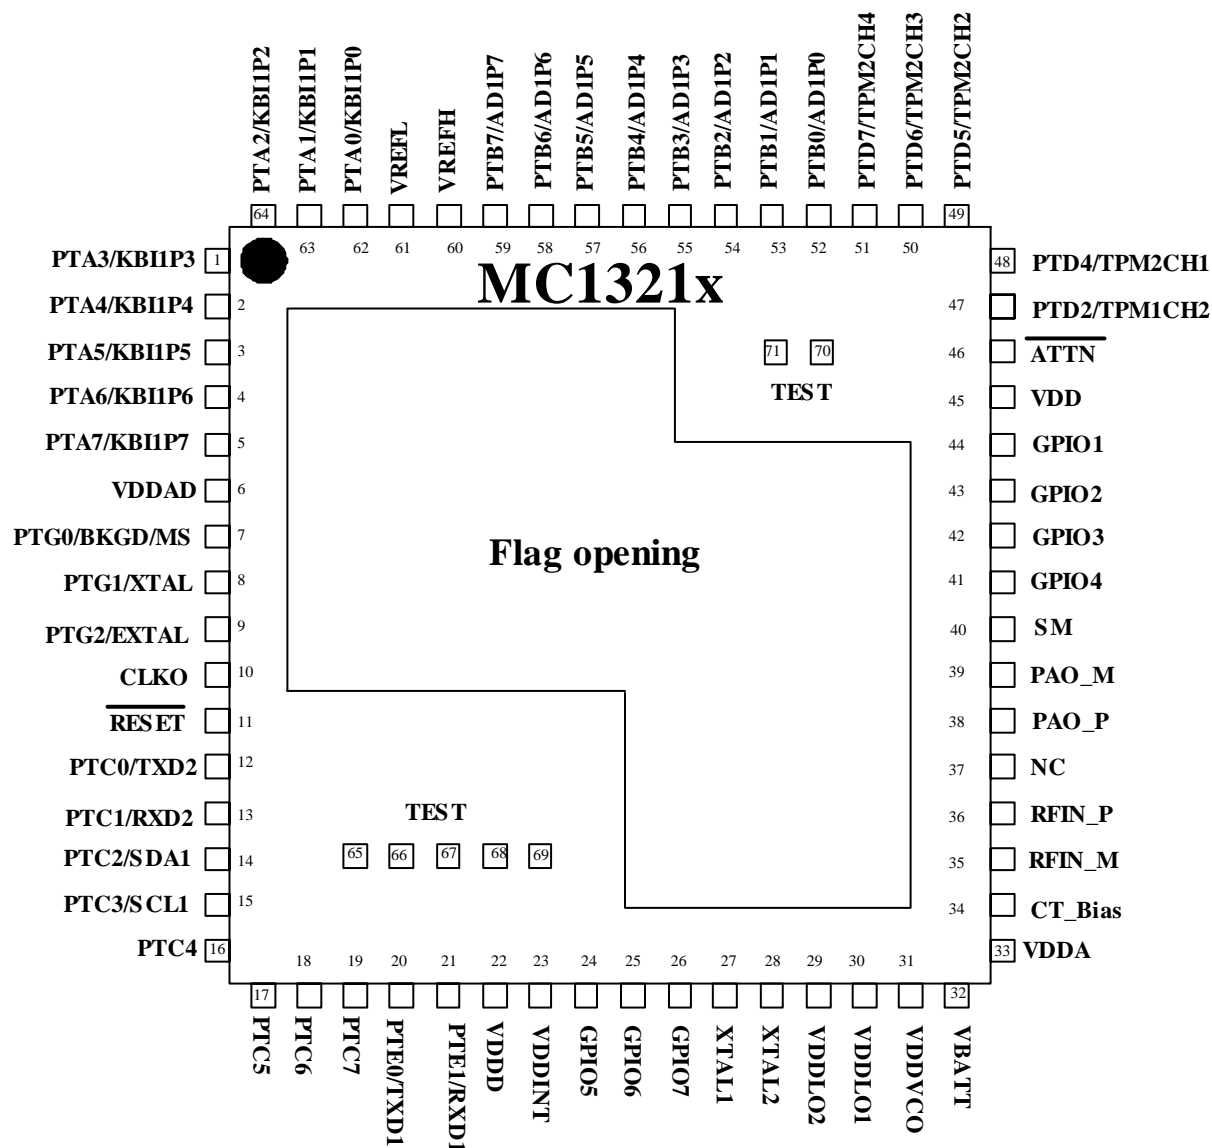 PTA2/KBI1P2
PTA1/KBI1P1
PTA0/KBI1P0
VREFL
VREFH
PTB7/AD1P7
PTB6/AD1P6
PTB5/AD1P5
PTB4/AD1P4
PTB3/AD1P3
PTB2/AD1P2
PTB1/AD1P1
PTB0/AD1P0
PTD7/TPM2CH4
PTD6/TPM2CH3
PTD5/TPM2CH2
64 63 62 61 60 59 58 57 56 55 54 53 52 51 50 49
MC1321x
PTA3/KBI1P3 1
PTA4/KBI1P4 2
PTA5/KBI1P5 3
PTA6/KBI1P6 4
PTA7/KBI1P7 5
VDDAD 6
PTG0/BKGD/MS 7
PTG1/XTAL 8
PTG2/EXTAL 9
CLKO 10
RESET 11
PTC0/TXD2 12
PTC1/RXD2 13
PTC2/SDA1 14
PTC3/SCL1 15
PTC4 16
71 70
TEST
Flag opening
TEST
65 66 67 68 69
48 PTD4/TPM2CH1
47 PTD2/TPM1CH2
46 ATTN
45 VDD
44 GPIO1
43 GPIO2
42 GPIO3
41 GPIO4
40 SM
39 PAO_M
38 PAO_P
37 NC
36 RFIN_P
35 RFIN_M
34 CT_Bias
33 VDDA
17 18 19 20 21 22 23 24 25 26 27 28 29 30 31 32
PTC5
PTC6
PTC7
PTE0/TXD1
PTE1/RXD1
VDDD
VDDINT
GPIO5
GPIO6
GPIO7
XTAL1
XTAL2
VDDLO2
VDDLO1
VDDVCO
VBATT